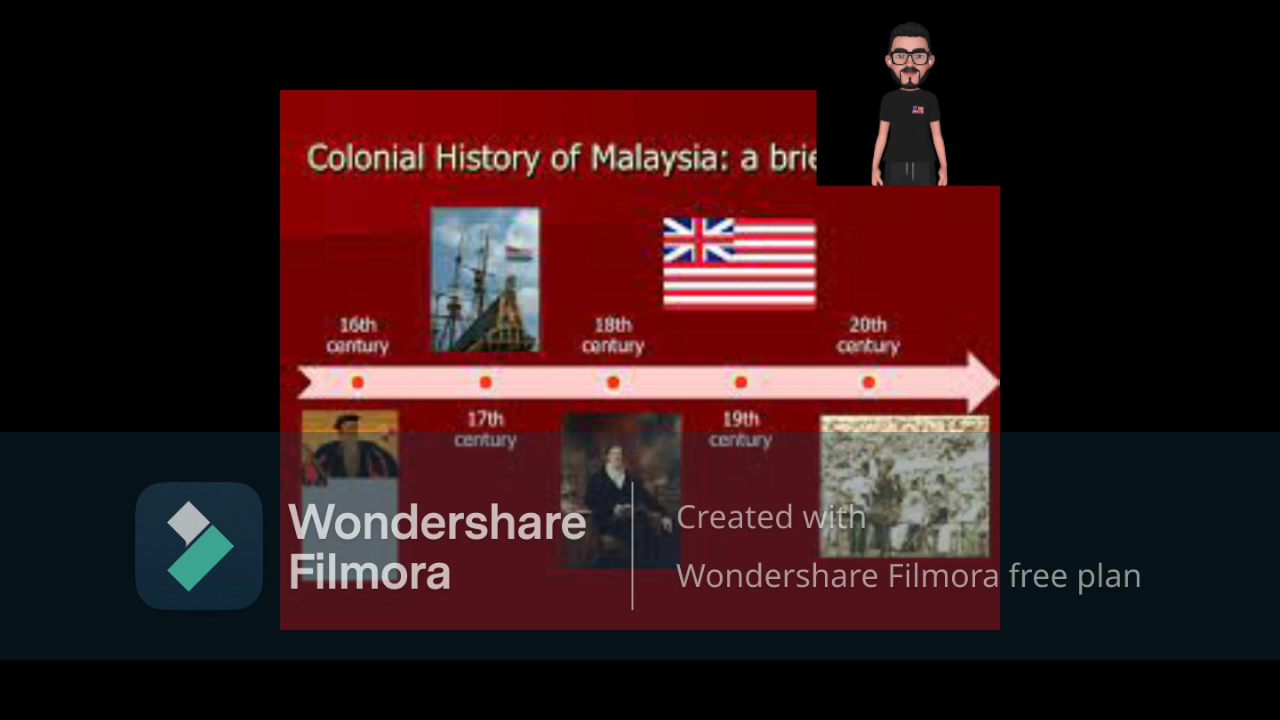 Colonial History of Malaysia: a brie
16th
century
18th
century
20th
century
17th
century
19th
century
Wondershare
Filmora
Created with
Wondershare Filmora free plan